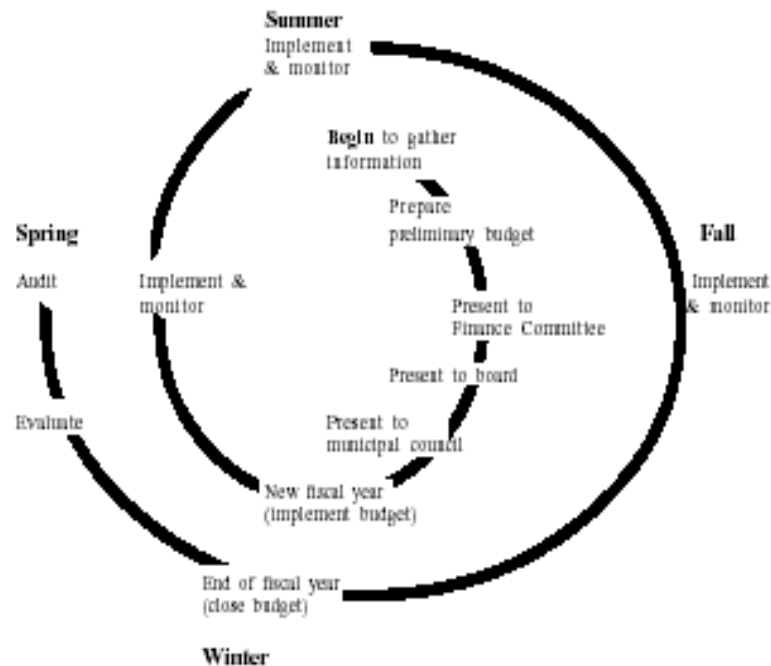 Summer
Implement
& monitor
Begin to gather
information
Prepare
preliminary budget
Spring
Fall
Audit
Implement &
monitor
Implement
& monitor
Present to
Finance Committee
Present to board
Evaluate
Present to
municipal council
New fiscal year
(implement budget)
End of fiscal year
(close budget)
Winter